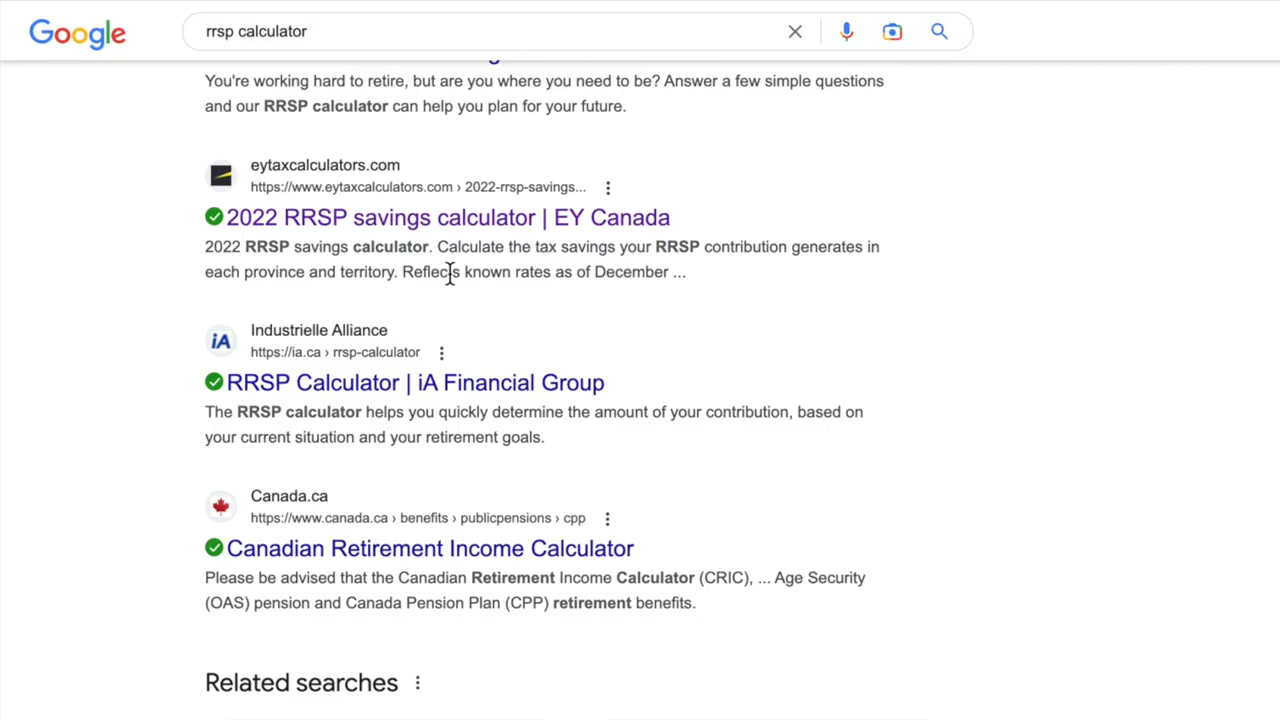 Google
rrsp calculator
You're working hard to retire, but are you where you need to be? Answer a few simple questions
and our RRSP calculator can help you plan for your future.
eytaxcalculators.com
https://www.eytaxcalculators.com › 2022-rrsp-savings...
2022 RRSP savings calculator | EY Canada
2022 RRSP savings calculator. Calculate the tax savings your RRSP contribution generates in
each province and territory. Reflects known rates as of December ...
iA
Industrielle Alliance
https://ia.ca › rrsp-calculator
RRSP Calculator | iA Financial Group
The RRSP calculator helps you quickly determine the amount of your contribution, based on
your current situation and your retirement goals.
Canada.ca
https://www.canada.ca › benefits › publicpensions › cpp
Canadian Retirement Income Calculator
Please be advised that the Canadian Retirement Income Calculator (CRIC), ... Age Security
(OAS) pension and Canada Pension Plan (CPP) retirement benefits.
Related searches